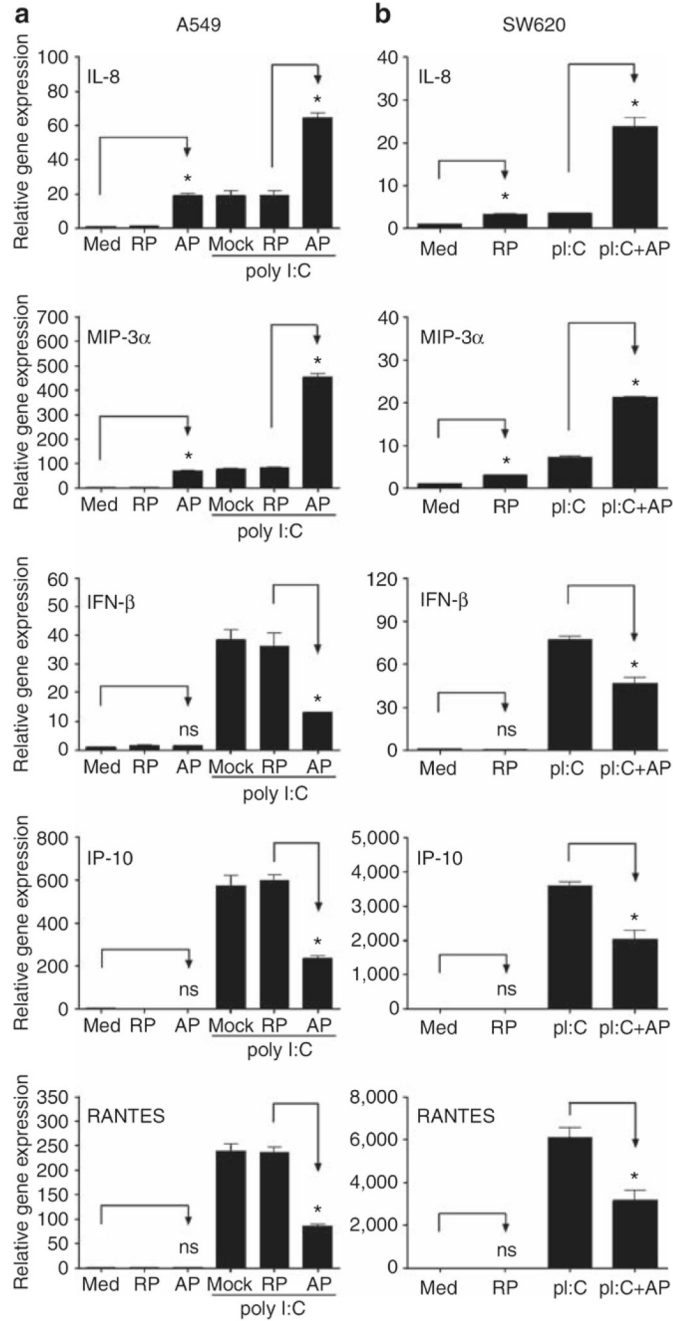 a
A549
IL-8
Relative gene expression
100
80
60
40
20
0
*
*
Med RP AP Mock RP AP
poly I:C
MIP-3α
Relative gene expression
700
600
500
400
300
200
100
0
*
*
Med RP AP Mock RP AP
poly I:C
IFN-β
Relative gene expression
60
50
40
30
20
10
0
ns
*
Med RP AP Mock RP AP
poly I:C
IP-10
Relative gene expression
800
600
400
200
0
ns
*
Med RP AP Mock RP AP
poly I:C
RANTES
Relative gene expression
350
300
250
200
150
100
50
0
ns
*
Med RP AP Mock RP AP
poly I:C
b
SW620
IL-8
40
30
20
10
0
*
*
Med RP pI:C pI:C+AP
MIP-3α
40
30
20
10
0
*
*
Med RP pI:C pI:C+AP
IFN-β
120
90
60
30
0
ns
*
Med RP pI:C pI:C+AP
IP-10
5,000
4,000
3,000
2,000
1,000
0
ns
*
Med RP pI:C pI:C+AP
RANTES
8,000
6,000
4,000
2,000
0
ns
*
Med RP pI:C pI:C+AP